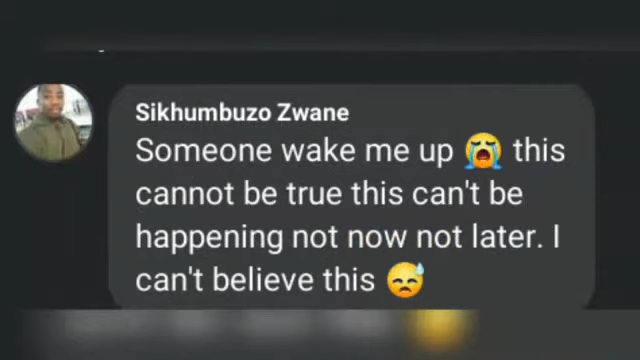 Sikhumbuzo Zwane
Someone wake me up 😭 this
cannot be true this can't be
happening not now not later. I
can't believe this 😓